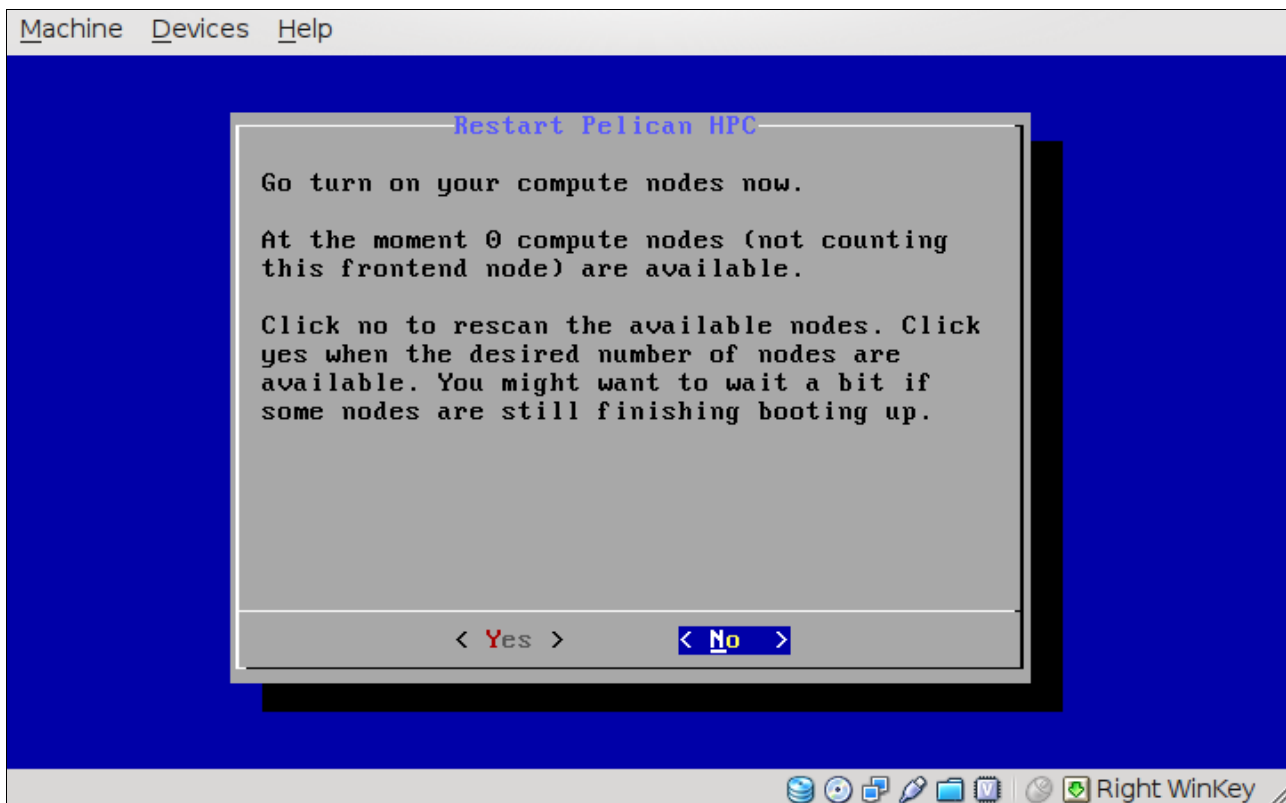 Machine Devices Help
Restart Pelican HPC
Go turn on your compute nodes now.
At the moment 0 compute nodes (not counting
this frontend node) are available.
Click no to rescan the available nodes. Click
yes when the desired number of nodes are
available. You might want to wait a bit if
some nodes are still finishing booting up.
< Yes > < No >
Right WinKey